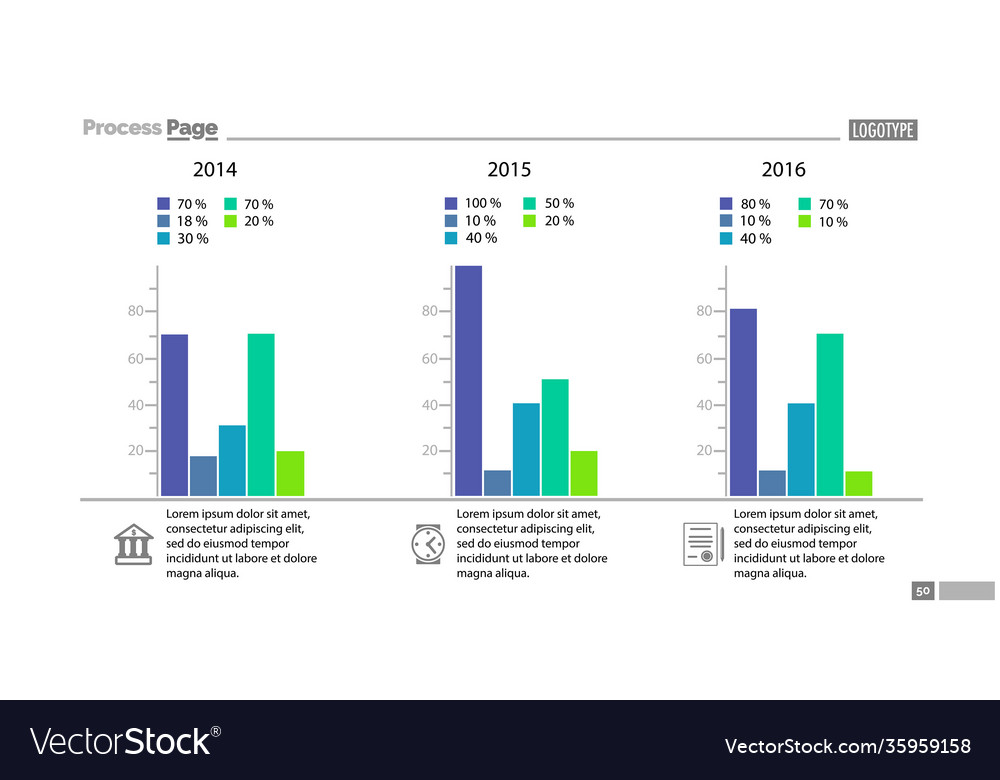 Process Page
LOGOTYPE
2014
70 % 70 %
18 % 20 %
30 %
80
60
40
20
Lorem ipsum dolor sit amet,
consectetur adipiscing elit,
sed do eiusmod tempor
incididunt ut labore et dolore
magna aliqua.
2015
100 % 50 %
10 % 20 %
40 %
80
60
40
20
Lorem ipsum dolor sit amet,
consectetur adipiscing elit,
sed do eiusmod tempor
incididunt ut labore et dolore
magna aliqua.
2016
80 % 70 %
10 % 10 %
40 %
80
60
40
20
$
Lorem ipsum dolor sit amet,
consectetur adipiscing elit,
sed do eiusmod tempor
incididunt ut labore et dolore
magna aliqua.
50
VectorStock®
VectorStock.com/35959158